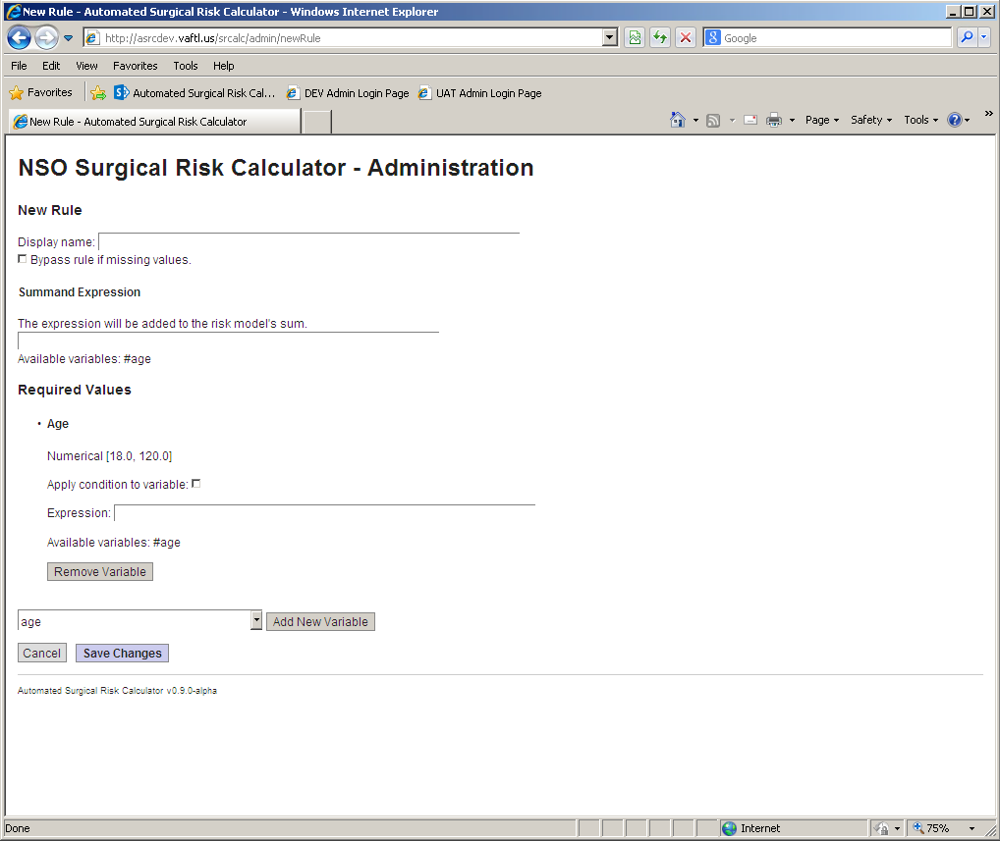 New Rule - Automated Surgical Risk Calculator - Windows Internet Explorer
http://asrcdev.vaftl.us/srcalc/admin/newRule
Google
File Edit View Favorites Tools Help
Favorites Automated Surgical Risk Cal... DEV Admin Login Page UAT Admin Login Page
New Rule - Automated Surgical Risk Calculator
Page Safety Tools
NSO Surgical Risk Calculator - Administration
New Rule
Display name:
Bypass rule if missing values.
Summand Expression
The expression will be added to the risk model's sum.
Available variables: #age
Required Values
• Age
Numerical [18.0, 120.0]
Apply condition to variable:
Expression:
Available variables: #age
Remove Variable
age Add New Variable
Cancel Save Changes
Automated Surgical Risk Calculator v0.9.0-alpha
Done Internet 75%